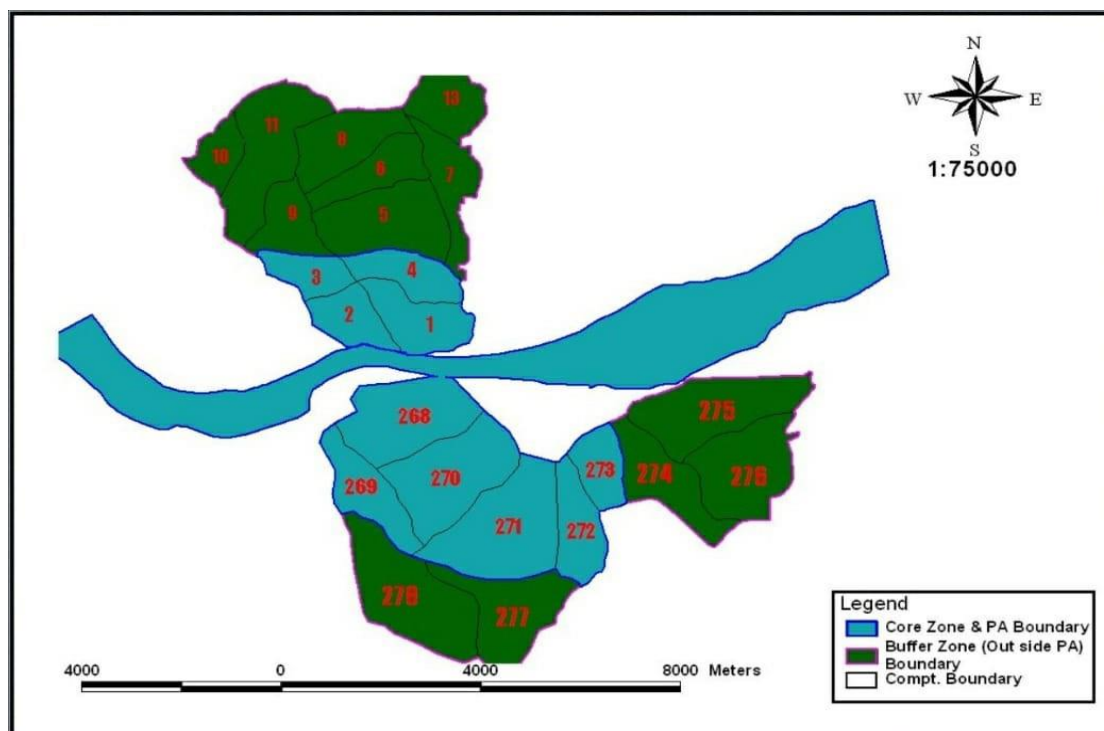 N
W E
S
1:75000
13
11
8
10
6
7
9
5
3
4
2
1
275
268
273
274
276
269
270
271
272
278
277
Legend
Core Zone & PA Boundary
Buffer Zone (Out side PA)
Boundary
Compt. Boundary
4000 0 4000 8000 Meters